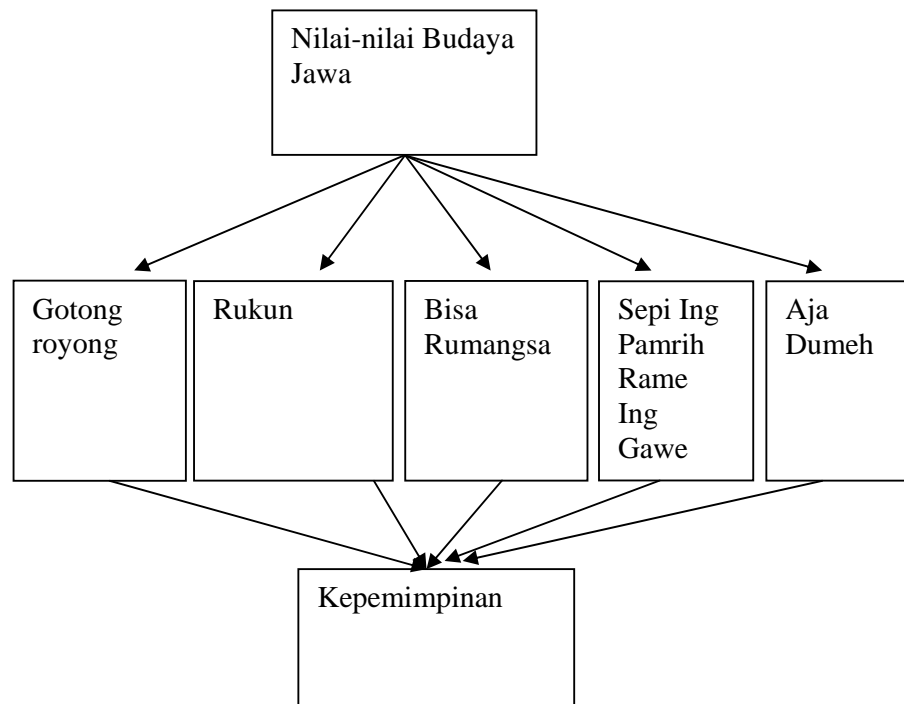 Nilai-nilai Budaya
Jawa
Gotong
royong
Rukun
Bisa
Rumangsa
Sepi Ing
Pamrih
Rame
Ing
Gawe
Aja
Dumeh
Kepemimpinan